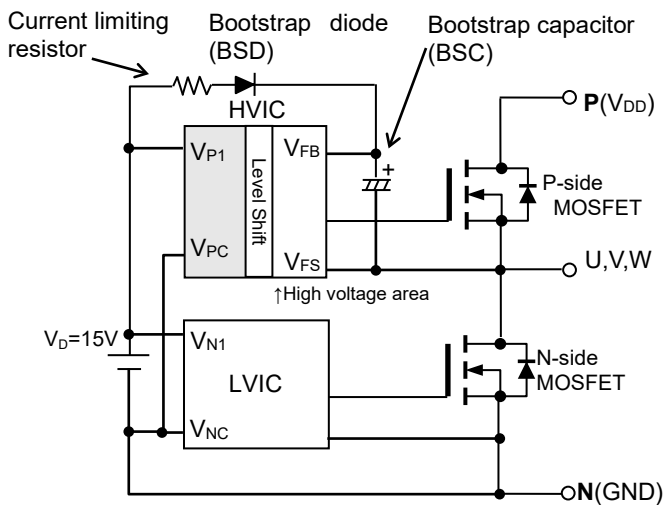 Current limiting
resistor
Bootstrap diode
(BSD)
Bootstrap capacitor
(BSC)
HVIC
P(VDD)
VP1
Level Shift
VFB
+
P-side
MOSFET
VPC
VFS
U,V,W
↑High voltage area
VD=15V
VN1
LVIC
N-side
MOSFET
VNC
N(GND)